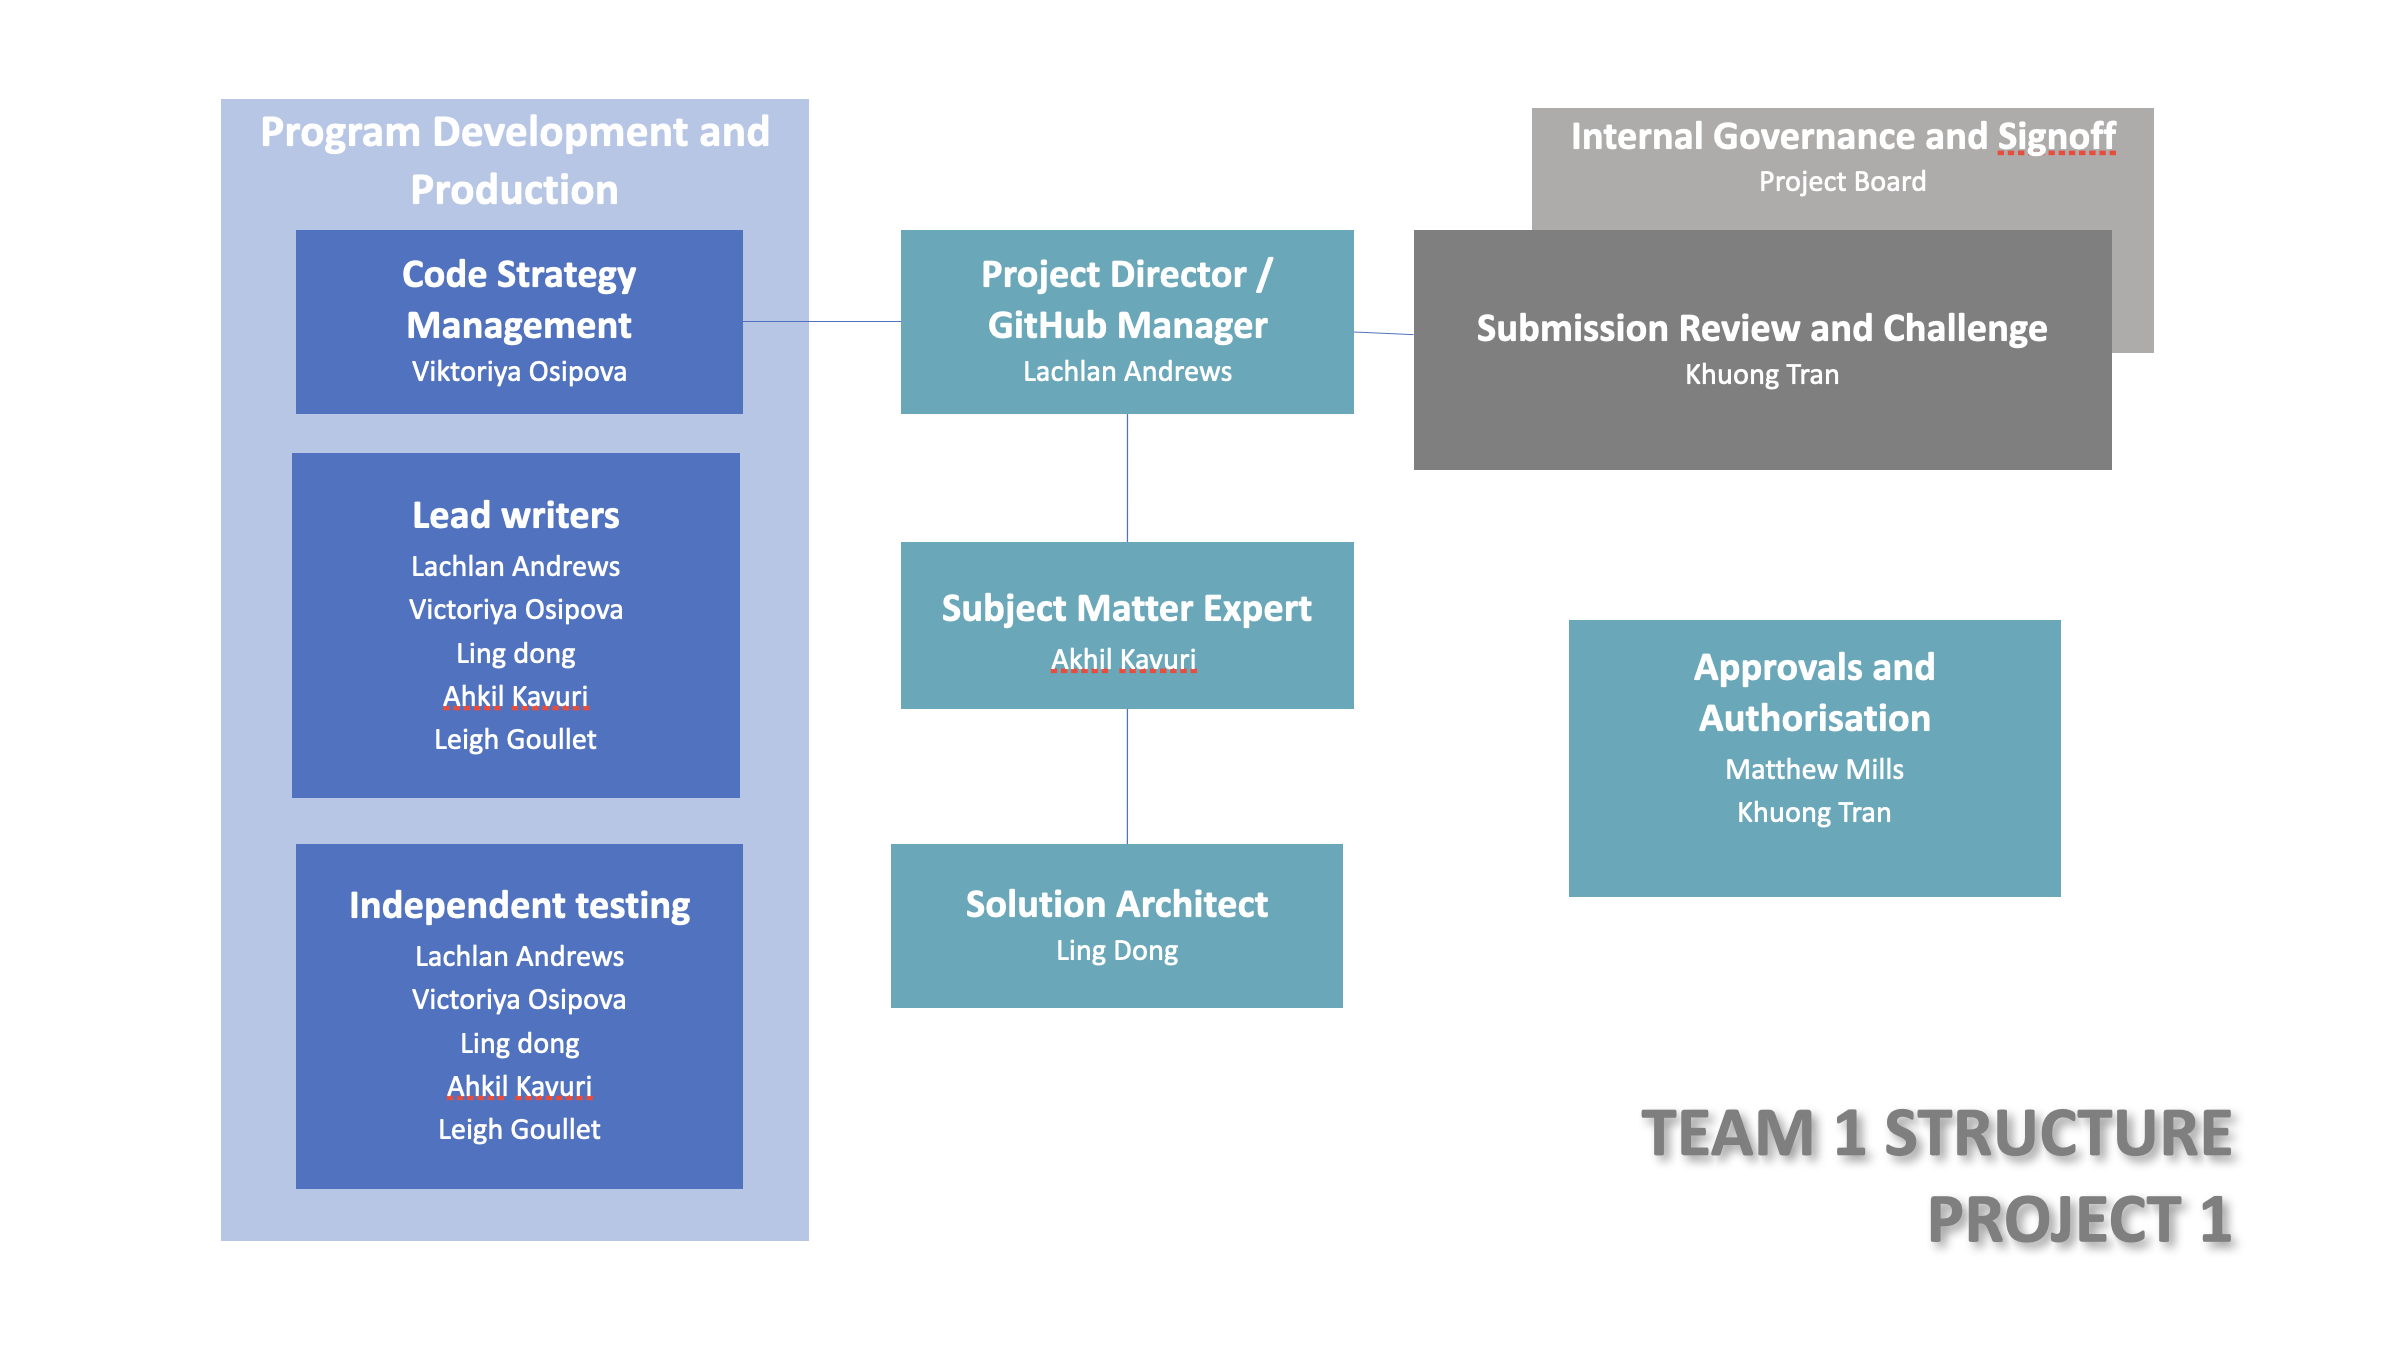 Program Development and
Production
Code Strategy
Management
Viktoriya Osipova
Lead writers
Lachlan Andrews
Victoriya Osipova
Ling dong
Ahkil Kavuri
Leigh Goullet
Independent testing
Lachlan Andrews
Victoriya Osipova
Ling dong
Ahkil Kavuri
Leigh Goullet
Project Director /
GitHub Manager
Lachlan Andrews
Subject Matter Expert
Akhil Kavuri
Solution Architect
Ling Dong
Internal Governance and Signoff
Project Board
Submission Review and Challenge
Khuong Tran
Approvals and
Authorisation
Matthew Mills
Khuong Tran
TEAM 1 STRUCTURE
PROJECT 1